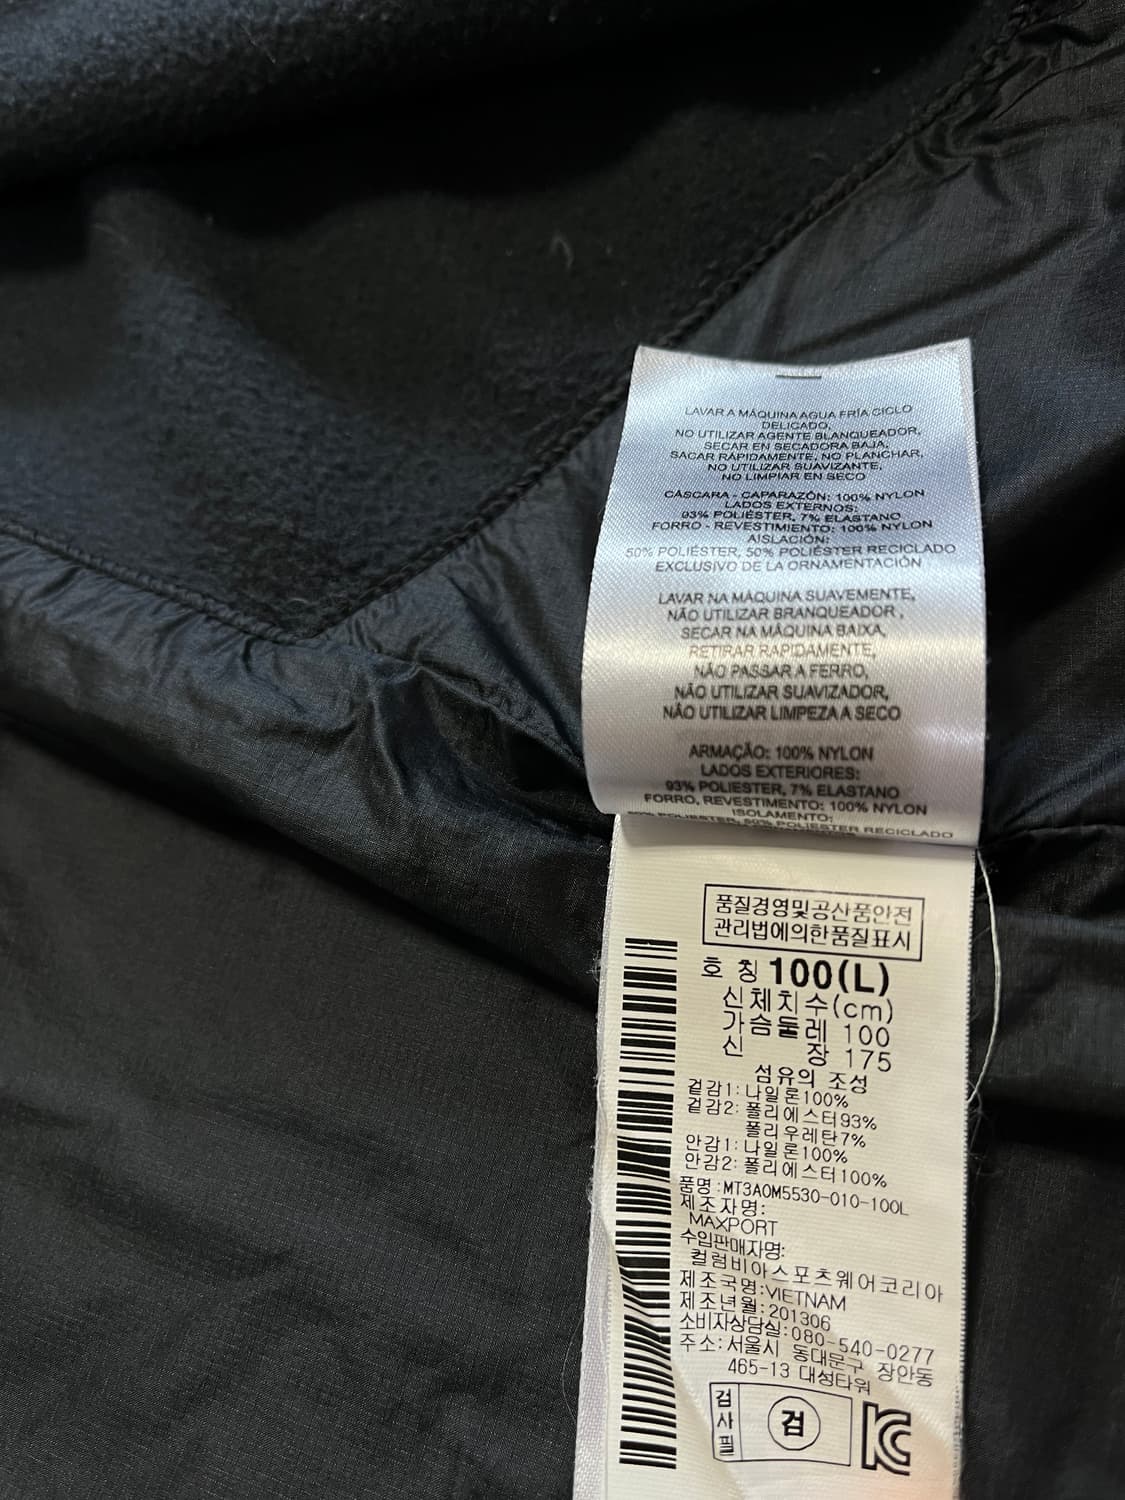 LAVAR A MÁQUINA AGUA FRÍA CICLO
DELICADO,
NO UTILIZAR AGENTE BLANQUEADOR,
SECAR EN SECADORA BAJA,
SACAR RÁPIDAMENTE, NO PLANCHAR,
NO UTILIZAR SUAVIZANTE,
NO LIMPIAR EN SECO
CÁSCARA - CAPARAZÓN: 100% NYLON
LADOS EXTERNOS:
93% POLIÉSTER, 7% ELASTANO
FORRO - REVESTIMIENTO: 100% NYLON
AISLACIÓN:
50% POLIÉSTER, 50% POLIÉSTER RECICLADO
EXCLUSIVO DE LA ORNAMENTACIÓN
LAVAR NA MÁQUINA SUAVEMENTE,
NÃO UTILIZAR BRANQUEADOR ,
SECAR NA MÁQUINA BAIXA,
RETIRAR RAPIDAMENTE,
NÃO PASSAR A FERRO,
NÃO UTILIZAR SUAVIZADOR,
NÃO UTILIZAR LIMPEZA A SECO
ARMAÇÃO: 100% NYLON
LADOS EXTERIORES:
93% POLIESTER, 7% ELASTANO
FORRO, REVESTIMENTO: 100% NYLON
ISOLAMENTO:
50% POLIESTER, 50% POLIESTER RECICLADO
품질경영및공산품안전
관리법에의한품질표시
호 칭 100(L)
신체치수(cm)
가슴둘레 100
신 장 175
섬유의 조성
겉감1: 나일론100%
겉감2: 폴리에스터93%
폴리우레탄7%
안감1: 나일론100%
안감2: 폴리에스터100%
품명 :MT3A0M5530-010-100L
제조자명:
MAXPORT
수입판매자명:
컬럼비아스포츠웨어코리아
제조국명:VIETNAM
제조년월:201306
소비자상담실:080-540-0277
주소:서울시 동대문구 장안동
465-13 대성타워
검사필
검
KC